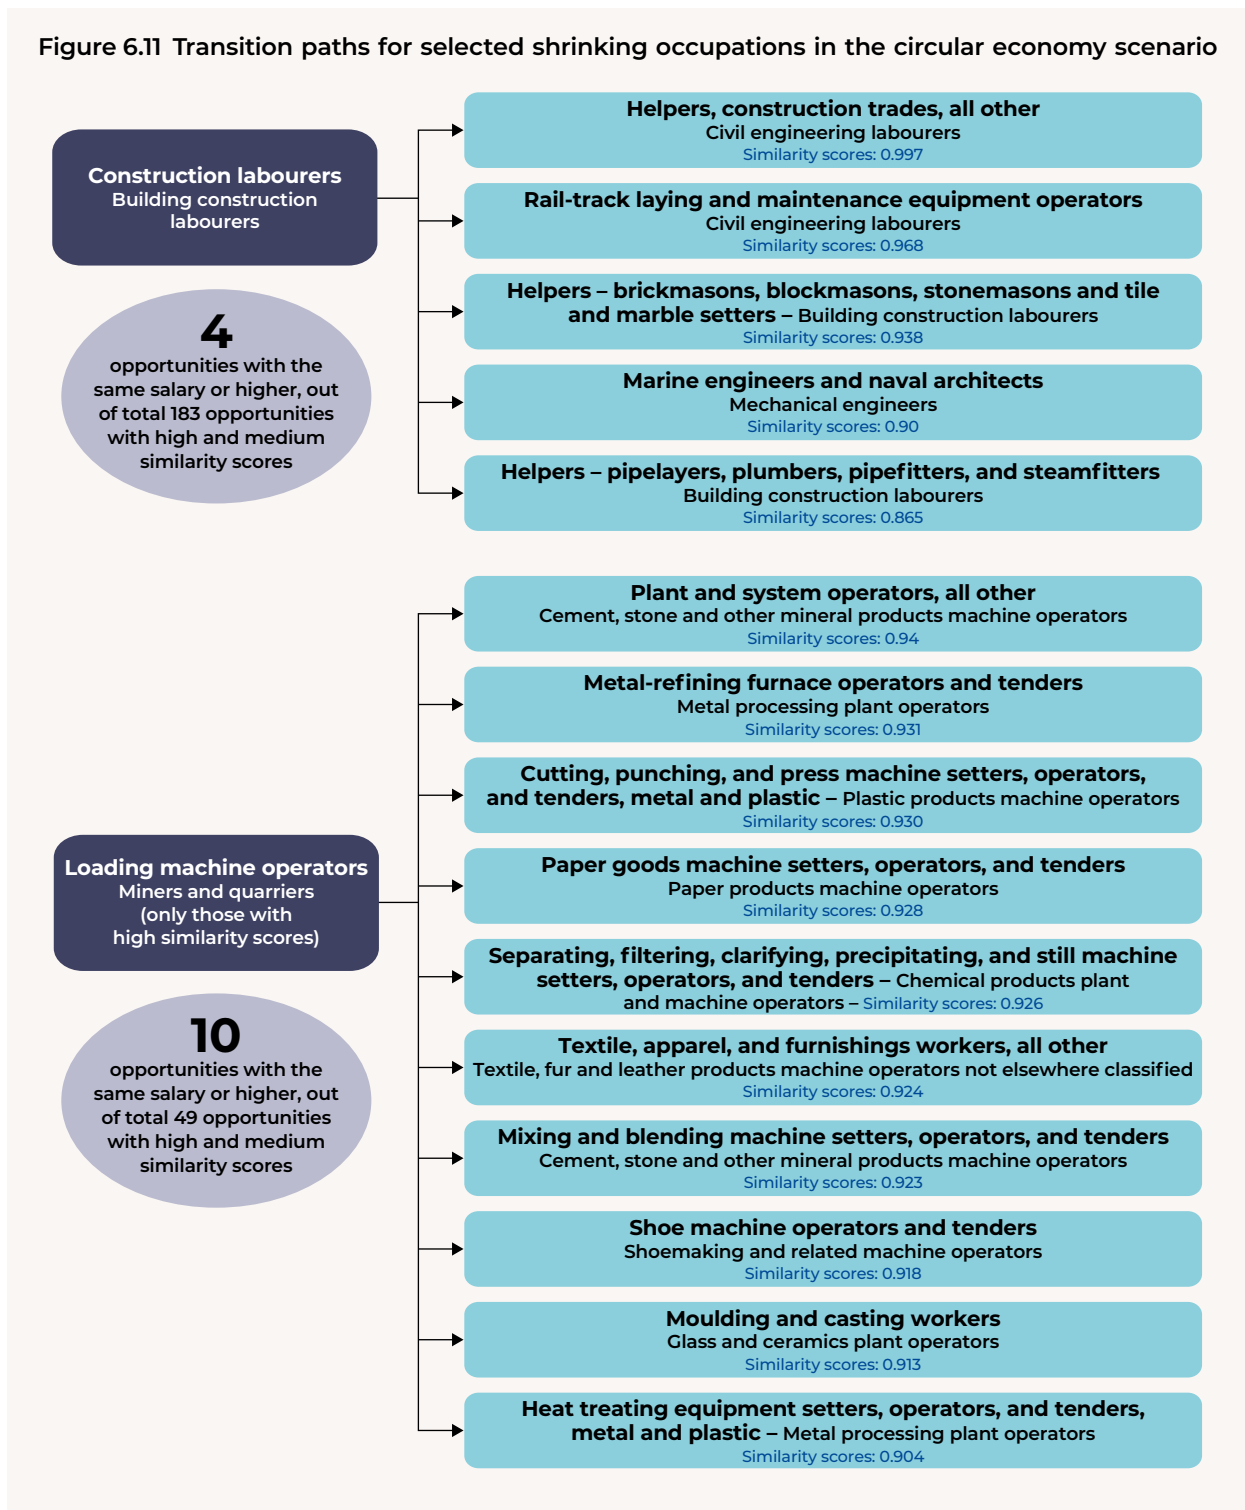 Figure 6.11 Transition paths for selected shrinking occupations in the circular economy scenario
Construction labourers
Building construction
labourers
4
opportunities with the
same salary or higher, out
of total 183 opportunities
with high and medium
similarity scores
Helpers, construction trades, all other
Civil engineering labourers
Similarity scores: 0.997
Rail-track laying and maintenance equipment operators
Civil engineering labourers
Similarity scores: 0.968
Helpers – brickmasons, blockmasons, stonemasons and tile
and marble setters – Building construction labourers
Similarity scores: 0.938
Marine engineers and naval architects
Mechanical engineers
Similarity scores: 0.90
Helpers – pipelayers, plumbers, pipefitters, and steamfitters
Building construction labourers
Similarity scores: 0.865
Loading machine operators
Miners and quarriers
(only those with
high similarity scores)
10
opportunities with the
same salary or higher, out
of total 49 opportunities
with high and medium
similarity scores
Plant and system operators, all other
Cement, stone and other mineral products machine operators
Similarity scores: 0.94
Metal-refining furnace operators and tenders
Metal processing plant operators
Similarity scores: 0.931
Cutting, punching, and press machine setters, operators,
and tenders, metal and plastic – Plastic products machine operators
Similarity scores: 0.930
Paper goods machine setters, operators, and tenders
Paper products machine operators
Similarity scores: 0.928
Separating, filtering, clarifying, precipitating, and still machine
setters, operators, and tenders – Chemical products plant
and machine operators – Similarity scores: 0.926
Textile, apparel, and furnishings workers, all other
Textile, fur and leather products machine operators not elsewhere classified
Similarity scores: 0.924
Mixing and blending machine setters, operators, and tenders
Cement, stone and other mineral products machine operators
Similarity scores: 0.923
Shoe machine operators and tenders
Shoemaking and related machine operators
Similarity scores: 0.918
Moulding and casting workers
Glass and ceramics plant operators
Similarity scores: 0.913
Heat treating equipment setters, operators, and tenders,
metal and plastic – Metal processing plant operators
Similarity scores: 0.904